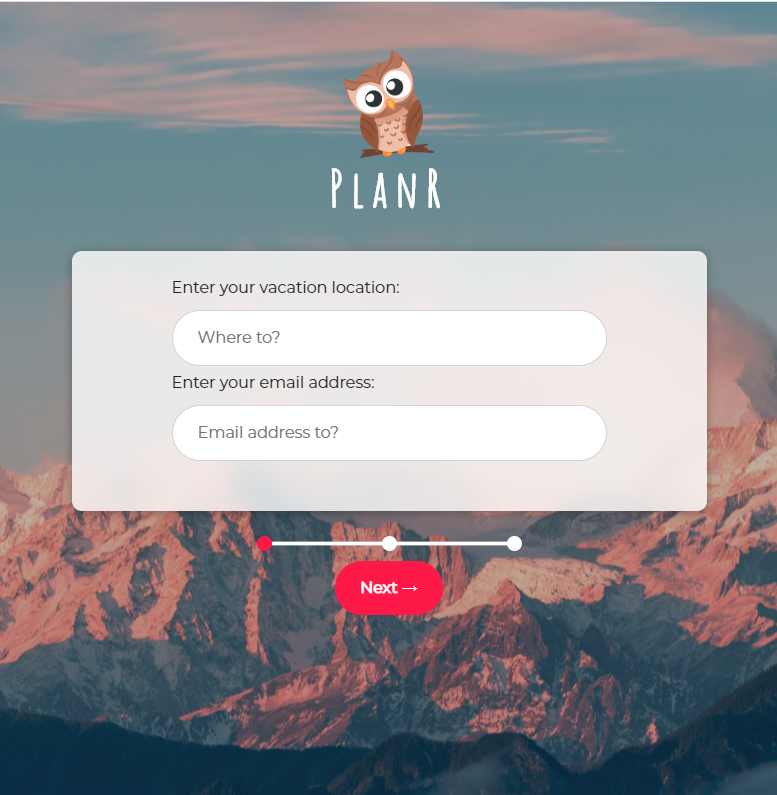 PLANR
Enter your vacation location:
Where to?
Enter your email address:
Email address to?
Next →